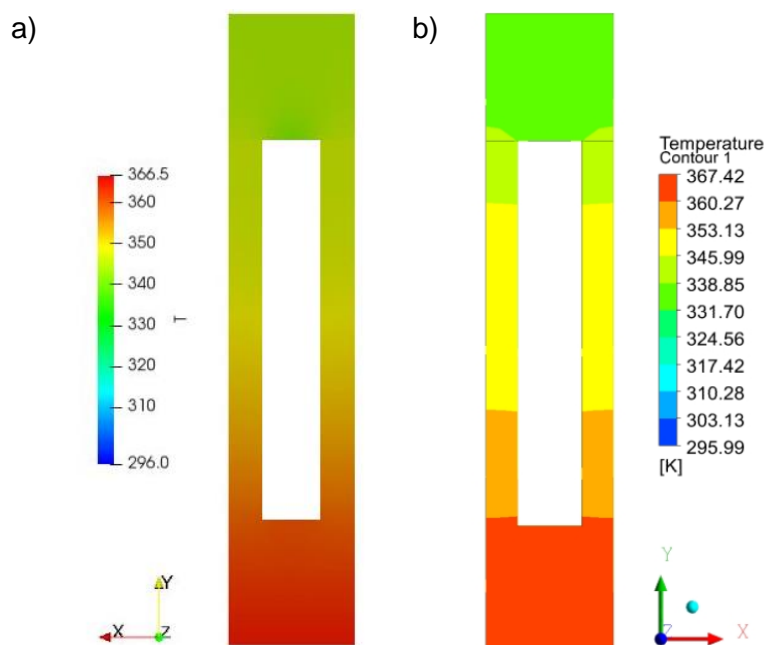 a)
366.5
360
350
340
330
320
310
296.0
T
Y
X
Z
b)
Temperature
Contour 1
367.42
360.27
353.13
345.99
338.85
331.70
324.56
317.42
310.28
303.13
295.99
[K]
Y
Z
X